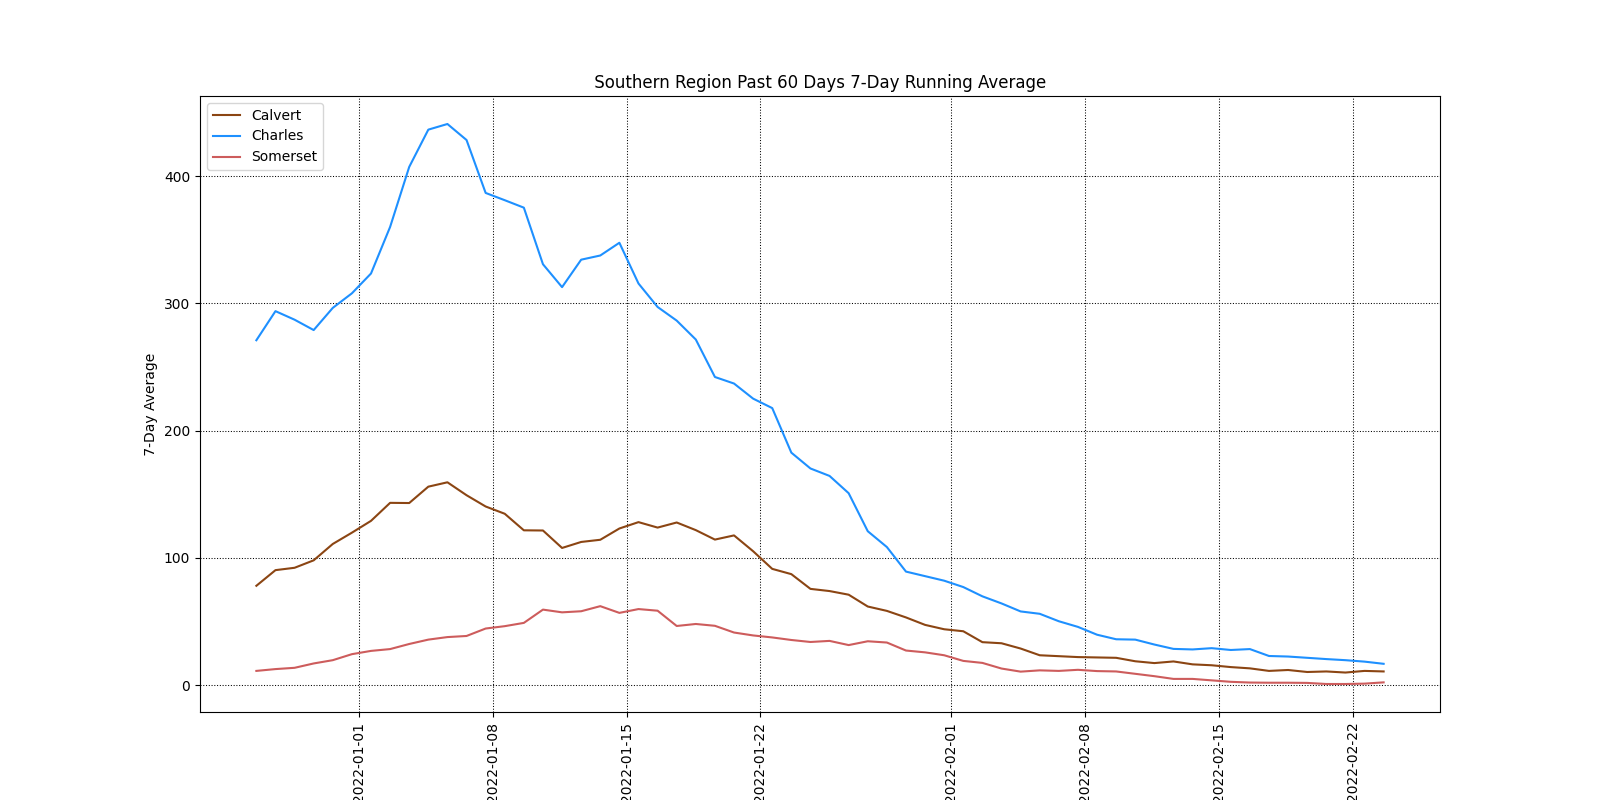 Southern Region Past 60 Days 7-Day Running Average
Calvert
Charles
Somerset
7-Day Average
400
300
200
100
0
2022-01-01
2022-01-08
2022-01-15
2022-01-22
2022-02-01
2022-02-08
2022-02-15
2022-02-22